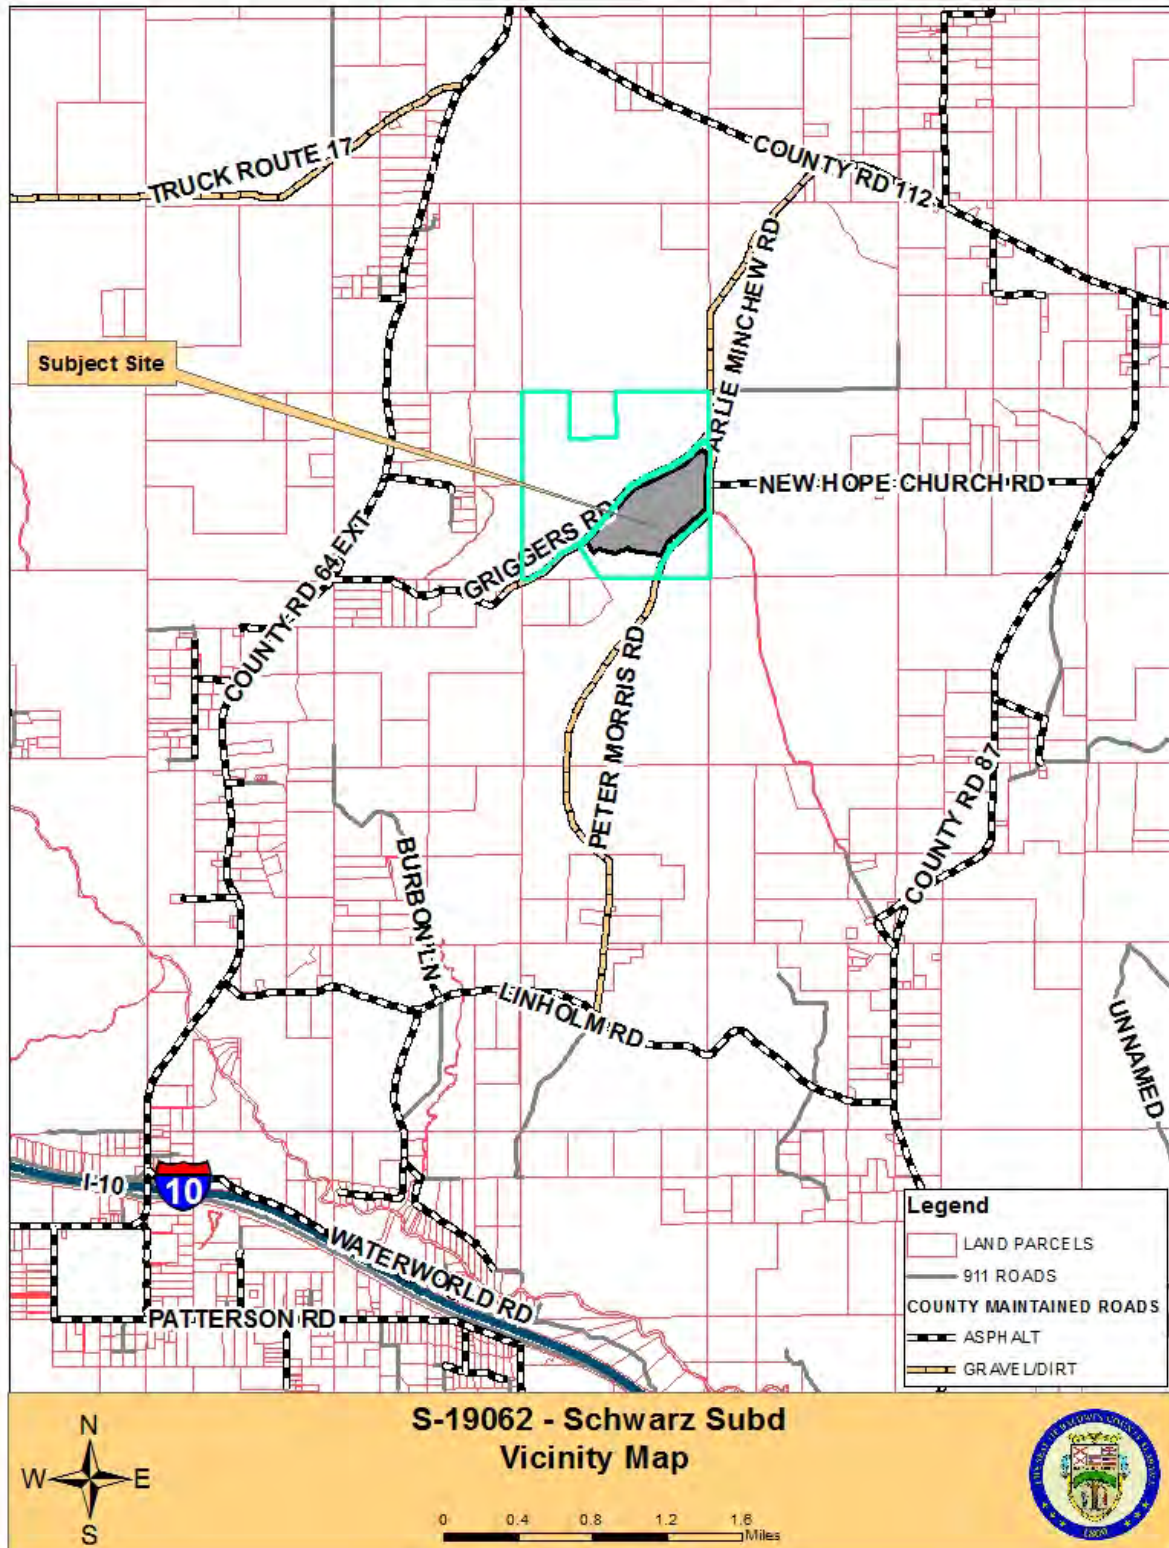 TRUCK ROUTE 17
COUNTY RD 112
ARLIE MINCHEW RD
Subject Site
NEW HOPE CHURCH RD
GRIGGERS RD
COUNTY RD 64 EXT
PETER MORRIS RD
COUNTY RD 87
BURBON LN
LINHOLM RD
UNNAMED
I-10
10
WATERWORLD RD
PATTERSON RD
Legend
LAND PARCELS
911 ROADS
COUNTY MAINTAINED ROADS
ASPHALT
GRAVEL/DIRT
N
W E
S
S-19062 - Schwarz Subd
Vicinity Map
0 0.4 0.8 1.2 1.6
Miles
1809